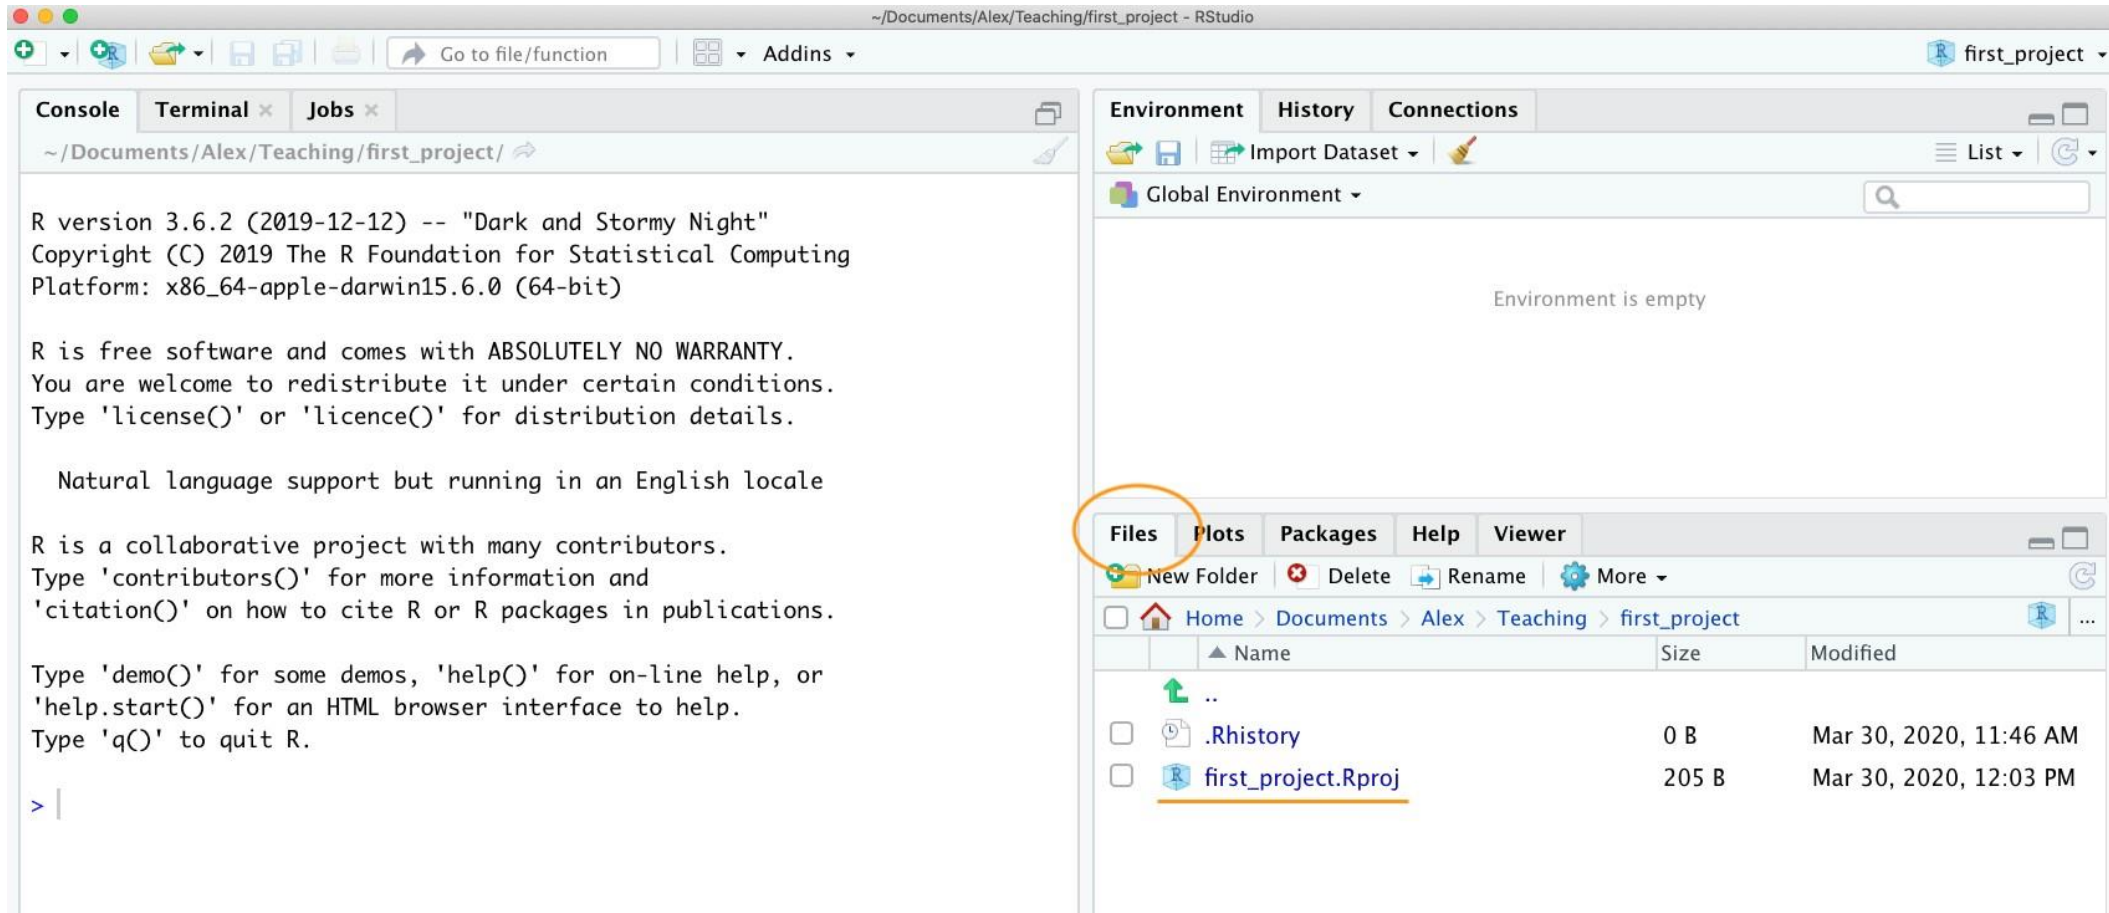 ~/Documents/Alex/Teaching/first_project - RStudio
Go to file/function
Addins
first_project
Console Terminal Jobs
~/Documents/Alex/Teaching/first_project/
R version 3.6.2 (2019-12-12) -- "Dark and Stormy Night"
Copyright (C) 2019 The R Foundation for Statistical Computing
Platform: x86_64-apple-darwin15.6.0 (64-bit)
R is free software and comes with ABSOLUTELY NO WARRANTY.
You are welcome to redistribute it under certain conditions.
Type 'license()' or 'licence()' for distribution details.
Natural language support but running in an English locale
R is a collaborative project with many contributors.
Type 'contributors()' for more information and
'citation()' on how to cite R or R packages in publications.
Type 'demo()' for some demos, 'help()' for on-line help, or
'help.start()' for an HTML browser interface to help.
Type 'q()' to quit R.
>
Environment History Connections
Import Dataset List
Global Environment
Environment is empty
Files Plots Packages Help Viewer
New Folder Delete Rename More
Home > Documents > Alex > Teaching > first_project ...
Name Size Modified
..
.Rhistory 0 B Mar 30, 2020, 11:46 AM
first_project.Rproj 205 B Mar 30, 2020, 12:03 PM